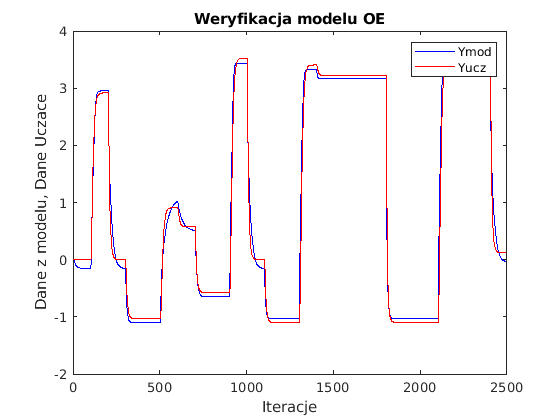 Weryfikacja modelu OE
Ymod
Yucz
Dane z modelu, Dane Uczace
4
3
2
1
0
-1
-2
0
500
1000
1500
2000
2500
Iteracje